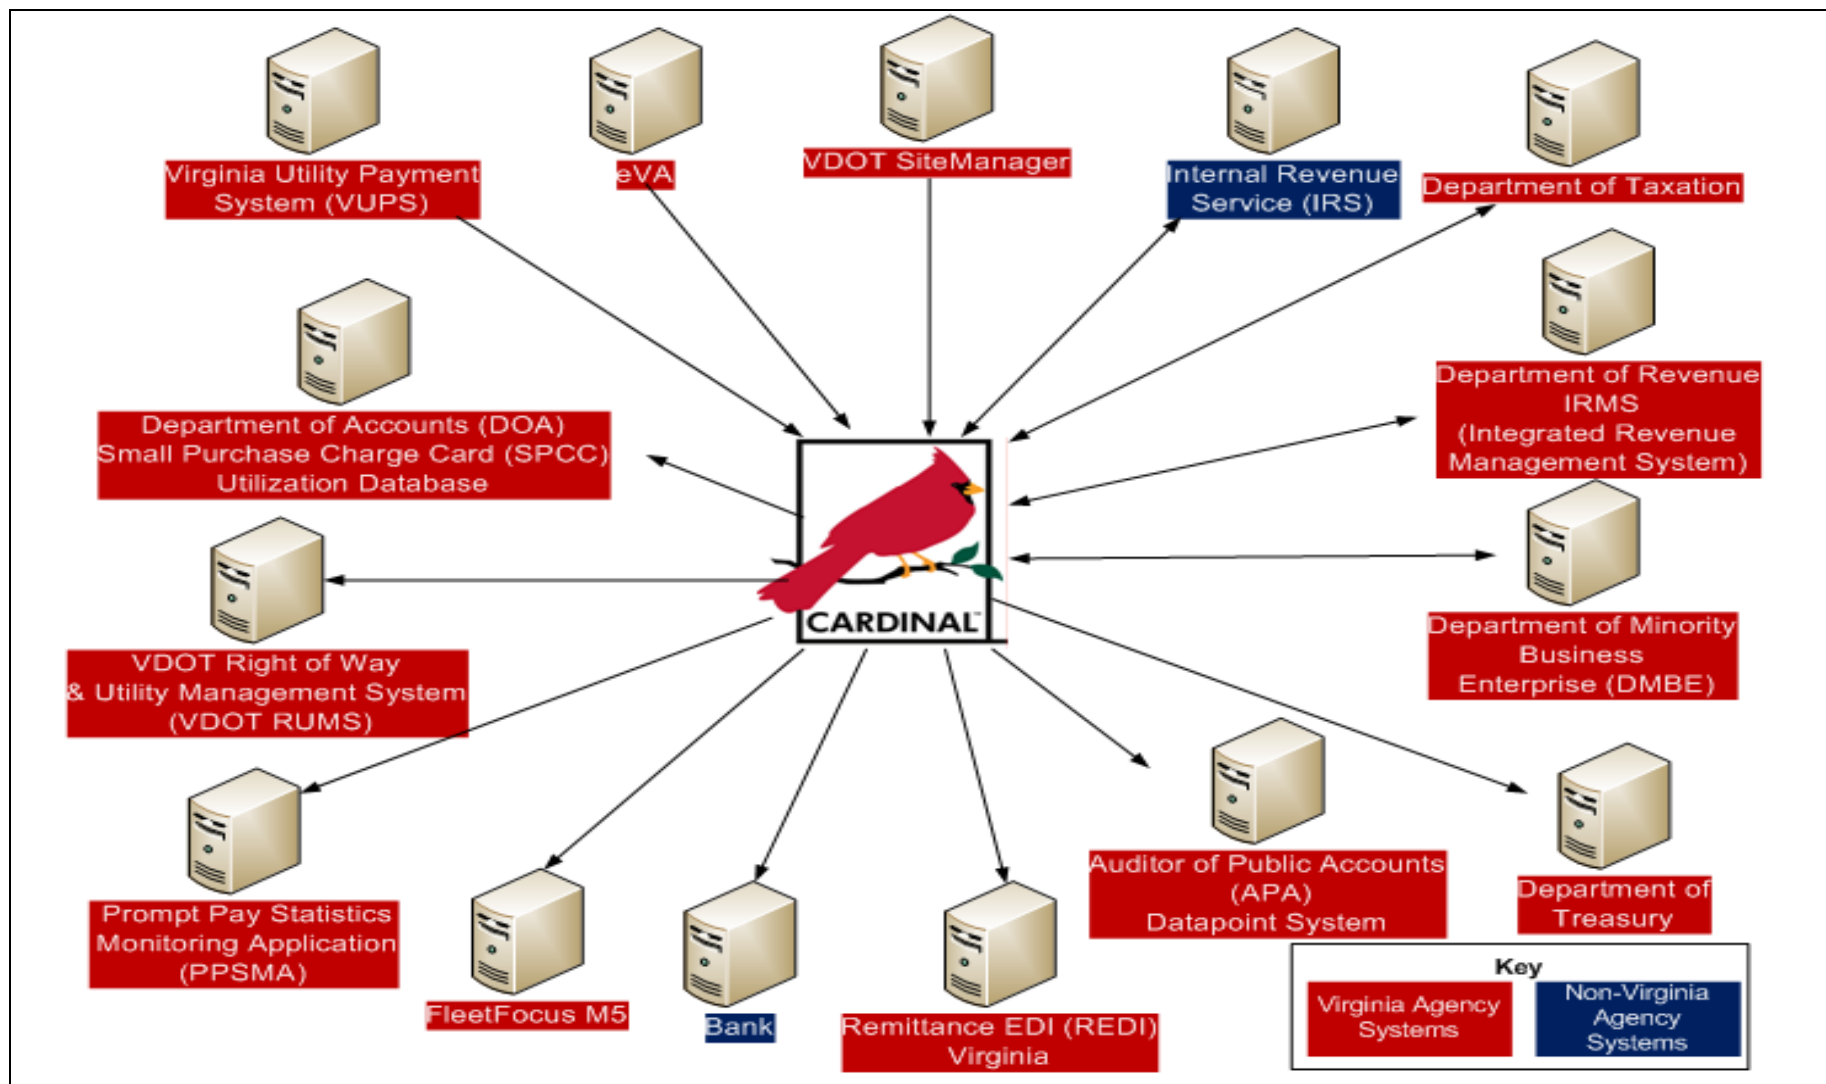 Virginia Utility Payment
System (VUPS)
eVA
VDOT SiteManager
Internal Revenue
Service (IRS)
Department of Taxation
Department of Accounts (DOA)
Small Purchase Charge Card (SPCC)
Utilization Database
Department of Revenue
IRMS
(Integrated Revenue
Management System)
CARDINAL™
VDOT Right of Way
& Utility Management System
(VDOT RUMS)
Department of Minority
Business
Enterprise (DMBE)
Prompt Pay Statistics
Monitoring Application
(PPSMA)
FleetFocus M5
Bank
Remittance EDI (REDI)
Virginia
Auditor of Public Accounts
(APA)
Datapoint System
Department of
Treasury
Key
Virginia Agency
Systems
Non-Virginia
Agency
Systems